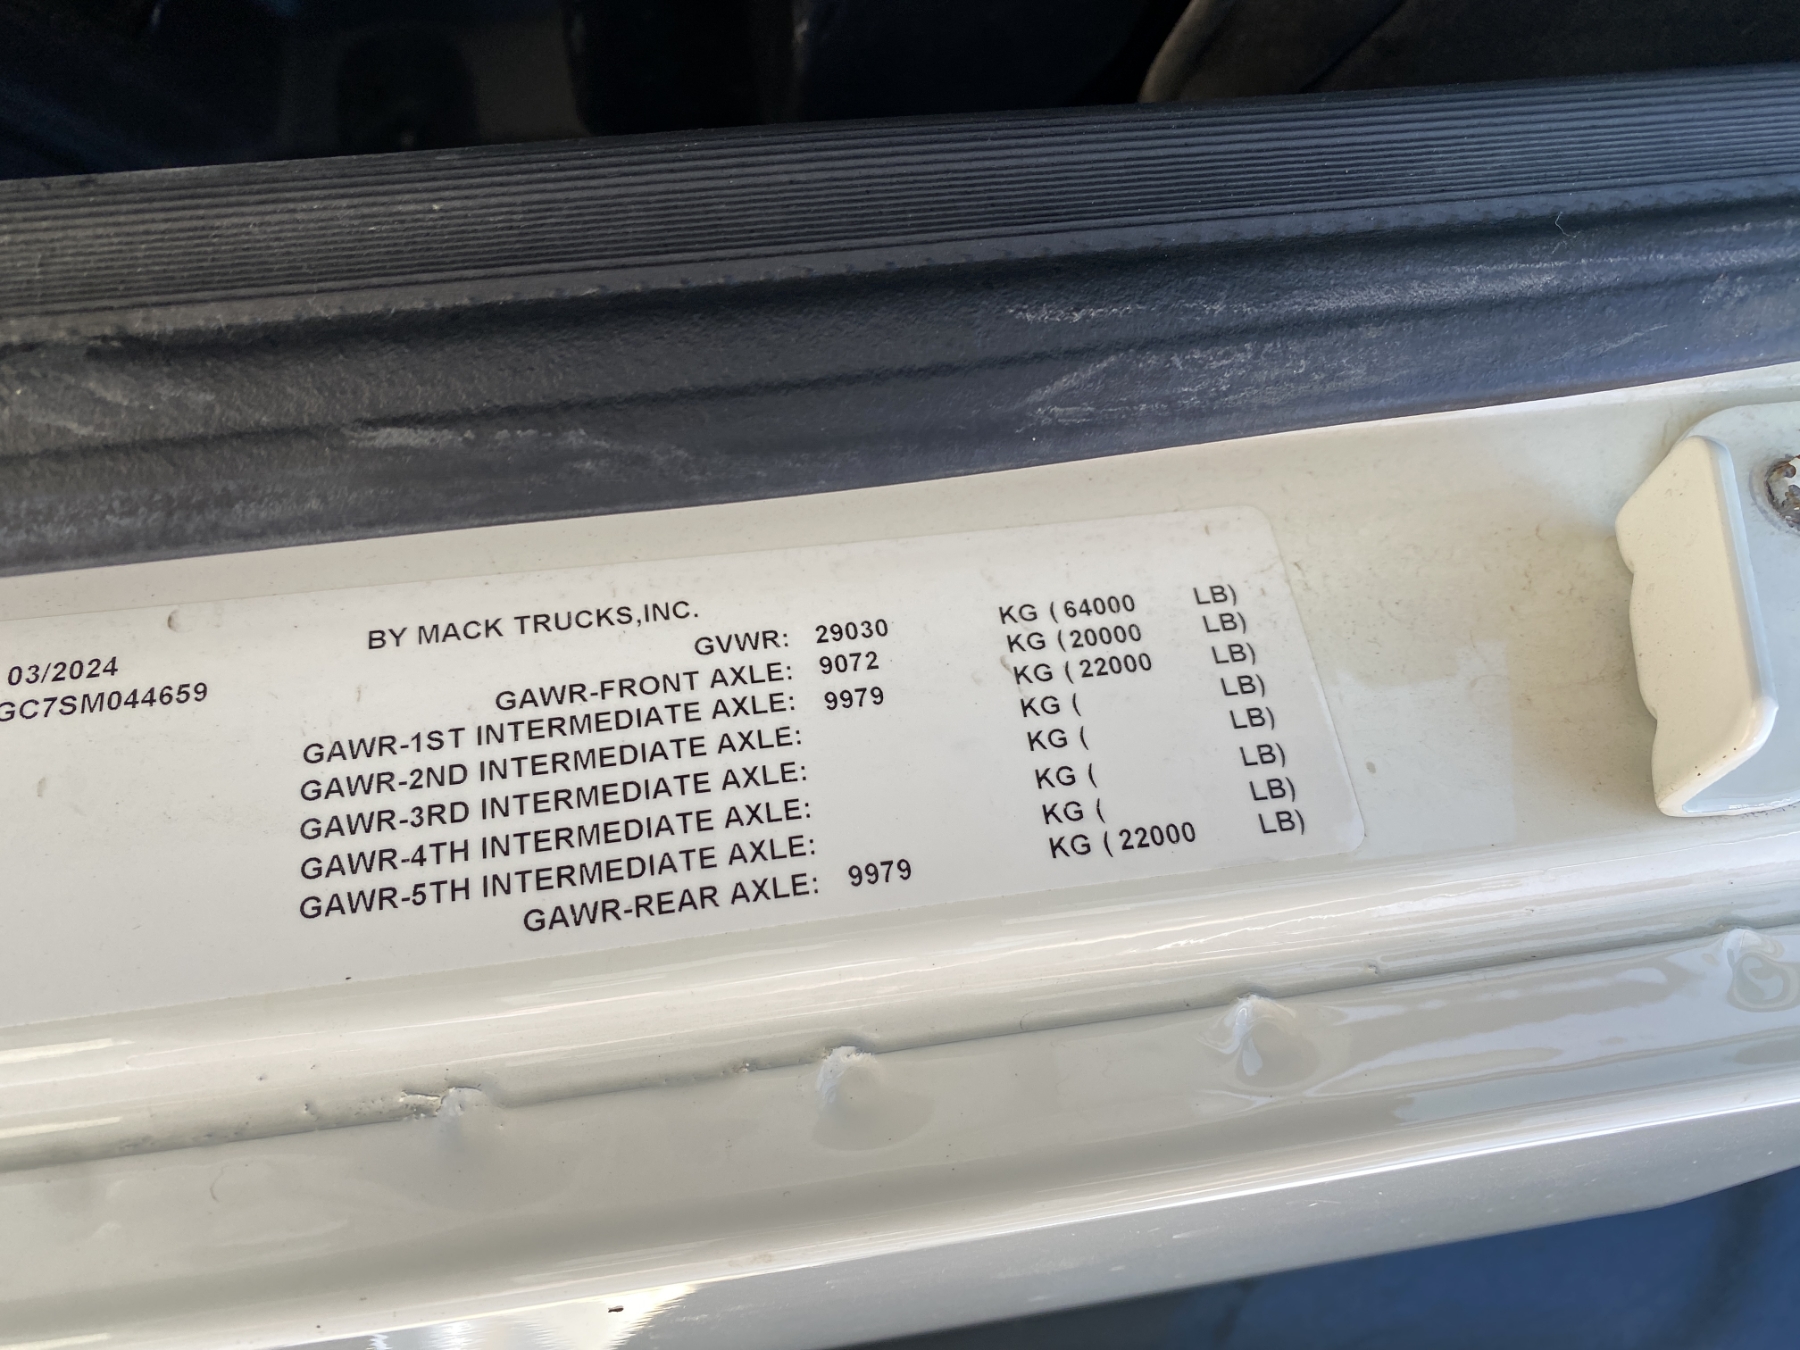 BY MACK TRUCKS,INC.
03/2024 GVWR: 29030 KG ( 64000 LB)
GC7SM044659 GAWR-FRONT AXLE: 9072 KG ( 20000 LB)
GAWR-1ST INTERMEDIATE AXLE: 9979 KG ( 22000 LB)
GAWR-2ND INTERMEDIATE AXLE: KG ( LB)
GAWR-3RD INTERMEDIATE AXLE: KG ( LB)
GAWR-4TH INTERMEDIATE AXLE: KG ( LB)
GAWR-5TH INTERMEDIATE AXLE: KG ( LB)
GAWR-REAR AXLE: 9979 KG ( 22000 LB)